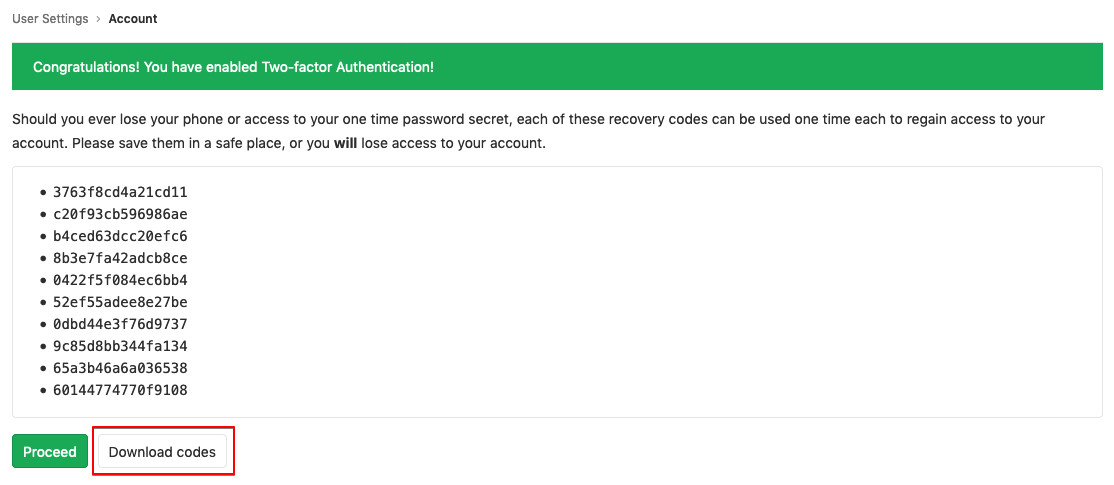 User Settings › Account
Congratulations! You have enabled Two-factor Authentication!
Should you ever lose your phone or access to your one time password secret, each of these recovery codes can be used one time each to regain access to your
account. Please save them in a safe place, or you will lose access to your account.
• 3763f8cd4a21cd11
• c20f93cb596986ae
• b4ced63dcc20efc6
• 8b3e7fa42adcb8ce
• 0422f5f084ec6bb4
• 52ef55adee8e27be
• 0dbd44e3f76d9737
• 9c85d8bb344fa134
• 65a3b46a6a036538
• 60144774770f9108
Proceed Download codes